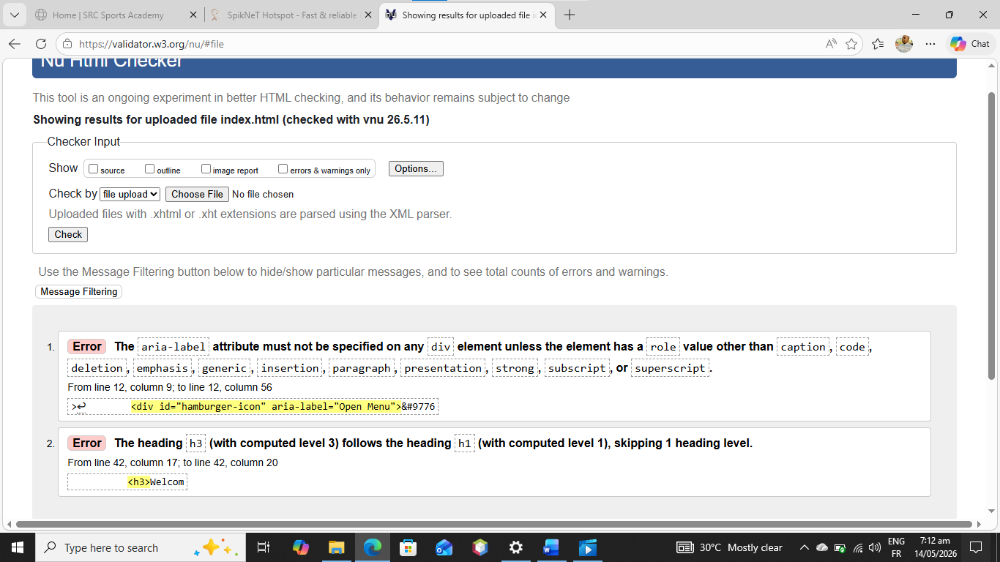 Home | SRC Sports Academy
SpikNeT Hotspot - Fast & reliable
Showing results for uploaded file i
https://validator.w3.org/nu/#file
Chat
Nu Html Checker
This tool is an ongoing experiment in better HTML checking, and its behavior remains subject to change
Showing results for uploaded file index.html (checked with vnu 26.5.11)
Checker Input
Show source outline image report errors & warnings only Options...
Check by file upload Choose File No file chosen
Uploaded files with .xhtml or .xht extensions are parsed using the XML parser.
Check
Use the Message Filtering button below to hide/show particular messages, and to see total counts of errors and warnings.
Message Filtering
1. Error The aria-label attribute must not be specified on any div element unless the element has a role value other than caption, code,
deletion, emphasis, generic, insertion, paragraph, presentation, strong, subscript, or superscript.
From line 12, column 9; to line 12, column 56
>↩ <div id="hamburger-icon" aria-label="Open Menu">&#9776
2. Error The heading h3 (with computed level 3) follows the heading h1 (with computed level 1), skipping 1 heading level.
From line 42, column 17; to line 42, column 20
<h3>Welcom
Type here to search
30°C Mostly clear
ENG
FR
7:12 am
14/05/2026